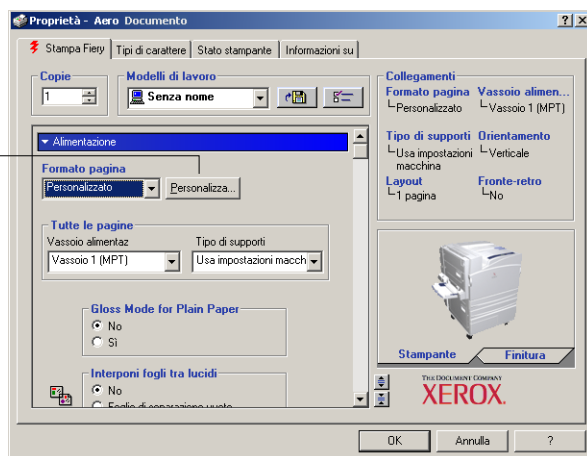 Proprietà - Aero Documento
Stampa Fiery Tipi di carattere Stato stampante Informazioni su
Copie
1
Modelli di lavoro
Senza nome
Alimentazione
Formato pagina
Personalizzato
Personalizza...
Tutte le pagine
Vassoio alimentaz
Vassoio 1 (MPT)
Tipo di supporti
Usa impostazioni macch
Gloss Mode for Plain Paper
No
Sì
Interponi fogli tra lucidi
No
Foglio di separazione vuoto
Collegamenti
Formato pagina
Personalizzato
Vassoio alimen...
Vassoio 1 (MPT)
Tipo di supporti
Usa impostazioni
macchina
Orientamento
Verticale
Layout
1 pagina
Fronte-retro
No
Stampante
Finitura
THE DOCUMENT COMPANY
XEROX.
OK
Annulla
?